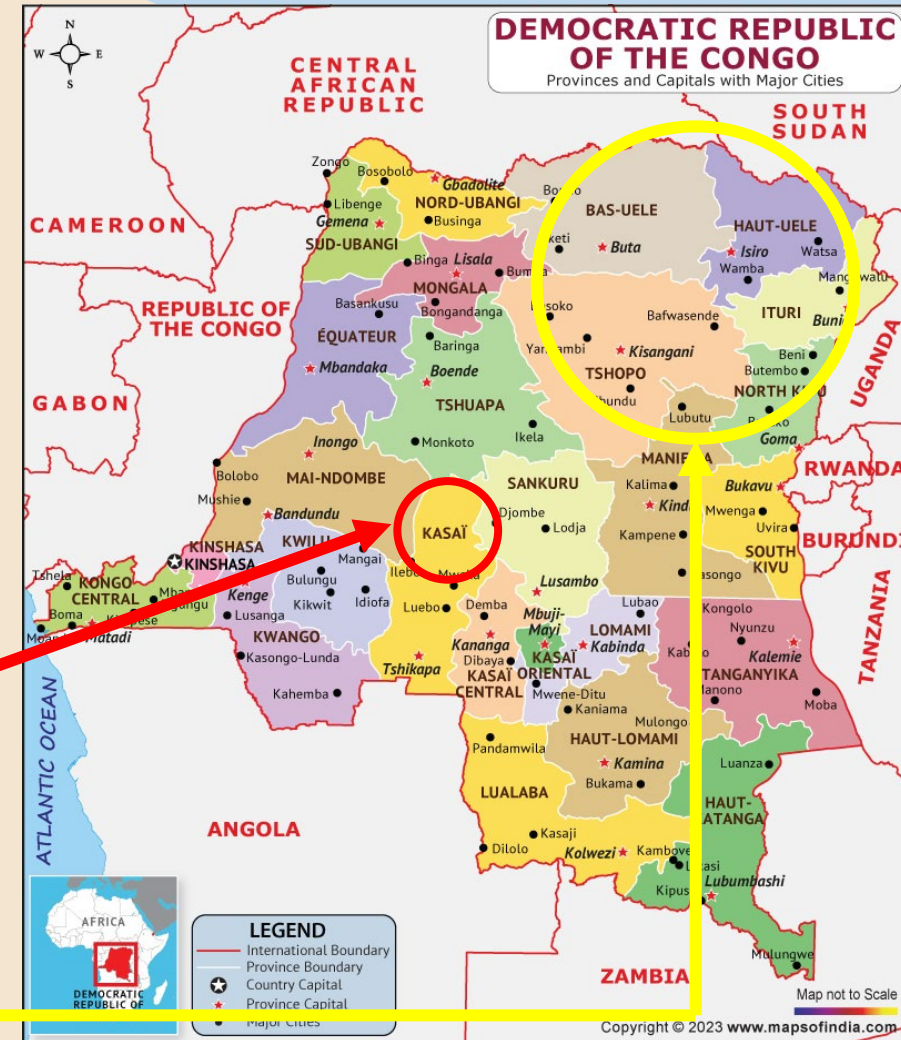 N
W E
S
DEMOCRATIC REPUBLIC
OF THE CONGO
Provinces and Capitals with Major Cities
CENTRAL
AFRICAN
REPUBLIC
SOUTH
SUDAN
CAMEROON
REPUBLIC OF
THE CONGO
GABON
UGANDA
RWANDA
BURUNDI
TANZANIA
ZAMBIA
ANGOLA
ATLANTIC OCEAN
Zongo
Bosobolo
Gbadolite
NORD-UBANGI
Libenge
Gemena
Businga
SUD-UBANGI
BAS-UELE
Buta
HAUT-UELE
Isiro
Watsa
Wamba
Binga
Lisala
MONGALA
Bongandanga
Basankusu
ÉQUATEUR
Mbandaka
Baringa
Boende
TSHUAPA
Monkoto
Ikela
Bafwasende
Kisangani
TSHOPO
ITURI
Beni
Butembo
NORTH
Lubutu
Goma
Inongo
MAI-NDOMBE
Bolobo
Mushie
Bandundu
SANKURU
Djombe
Lodja
Lusambo
Kalima
Kampene
Bukavu
Mwenga
Uvira
SOUTH
KIVU
KASAÏ
KINSHASA
KINSHASA
KWILU
Mangai
Bulungu
Kikwit
Idiofa
Tshela
KONGO
CENTRAL
Boma
Matadi
Kenge
Lusanga
KWANGO
Kasongo-Lunda
Kahemba
Luebo
Tshikapa
Demba
Kananga
Dibaya
KASAÏ
CENTRAL
Mbuji-
Mayi
KASAÏ
ORIENTAL
Mwene-Ditu
Lubao
LOMAMI
Kabinda
Kongolo
Nyunzu
Kalemie
TANGANYIKA
Moba
Kaniama
Mulongo
HAUT-LOMAMI
Kamina
Bukama
Pandamwila
LUALABA
Kasaji
Dilolo
Kolwezi
Luanza
HAUT-
Lubumbashi
Mulungwe
AFRICA
DEMOCRATIC
REPUBLIC OF
LEGEND
International Boundary
Province Boundary
Country Capital
Province Capital
Major Cities
Map not to Scale
Copyright © 2023 www.mapsofindia.com